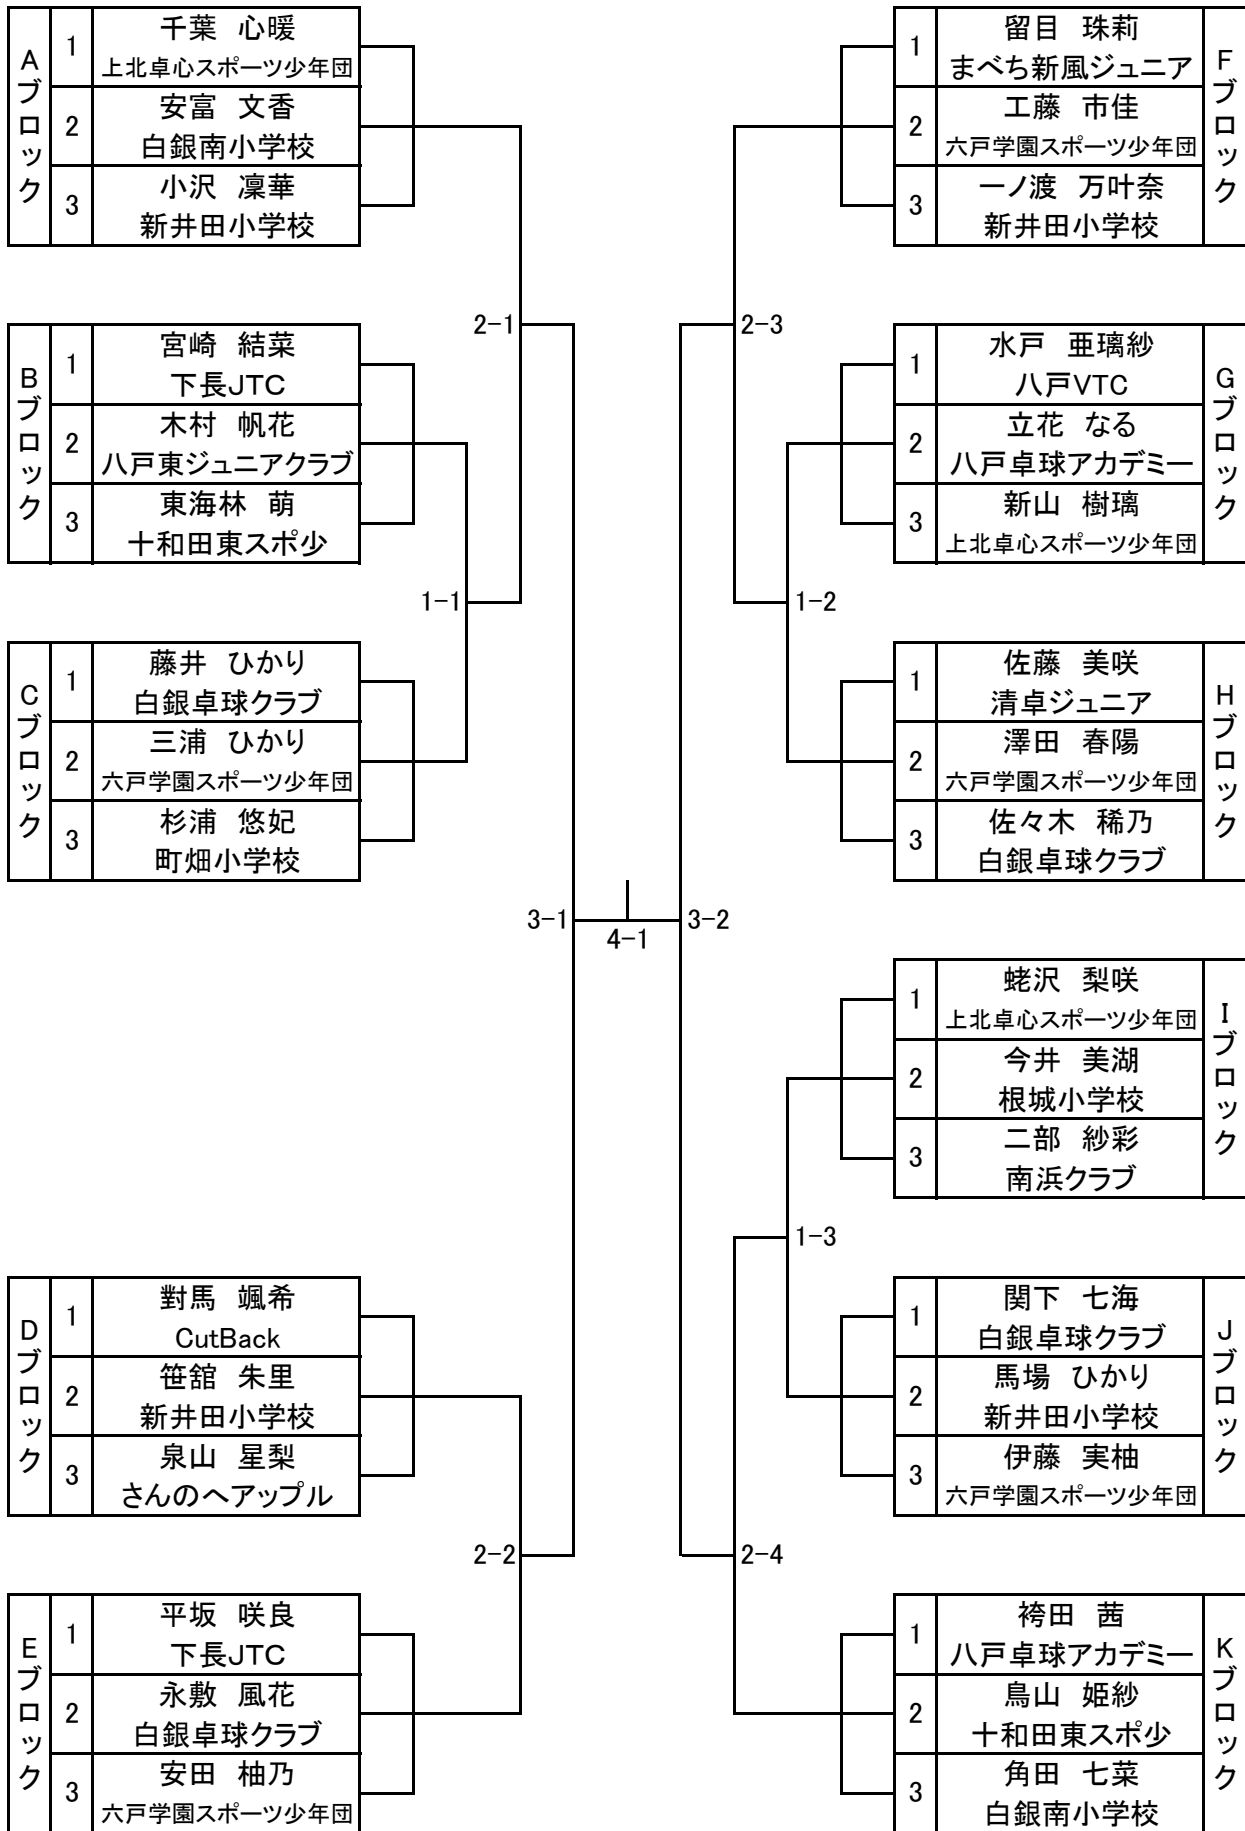 Aブロック
1
千葉 心暖
上北卓心スポーツ少年団
2
安富 文香
白銀南小学校
3
小沢 凜華
新井田小学校
Bブロック
1
宮崎 結菜
下長JTC
2
木村 帆花
八戸東ジュニアクラブ
3
東海林 萌
十和田東スポ少
Cブロック
1
藤井 ひかり
白銀卓球クラブ
2
三浦 ひかり
六戸学園スポーツ少年団
3
杉浦 悠妃
町畑小学校
Dブロック
1
對馬 颯希
CutBack
2
笹舘 朱里
新井田小学校
3
泉山 星梨
さんのへアップル
Eブロック
1
平坂 咲良
下長JTC
2
永敷 風花
白銀卓球クラブ
3
安田 柚乃
六戸学園スポーツ少年団
2-1
1-1
3-1
2-2
4-1
2-3
1-2
3-2
1-3
2-4
Fブロック
1
留目 珠莉
まべち新風ジュニア
2
工藤 市佳
六戸学園スポーツ少年団
3
一ノ渡 万叶奈
新井田小学校
Gブロック
1
水戸 亜璃紗
八戸VTC
2
立花 なる
八戸卓球アカデミー
3
新山 樹璃
上北卓心スポーツ少年団
Hブロック
1
佐藤 美咲
清卓ジュニア
2
澤田 春陽
六戸学園スポーツ少年団
3
佐々木 稀乃
白銀卓球クラブ
Iブロック
1
蛯沢 梨咲
上北卓心スポーツ少年団
2
今井 美湖
根城小学校
3
二部 紗彩
南浜クラブ
Jブロック
1
関下 七海
白銀卓球クラブ
2
馬場 ひかり
新井田小学校
3
伊藤 実柚
六戸学園スポーツ少年団
Kブロック
1
袴田 茜
八戸卓球アカデミー
2
鳥山 姫紗
十和田東スポ少
3
角田 七菜
白銀南小学校